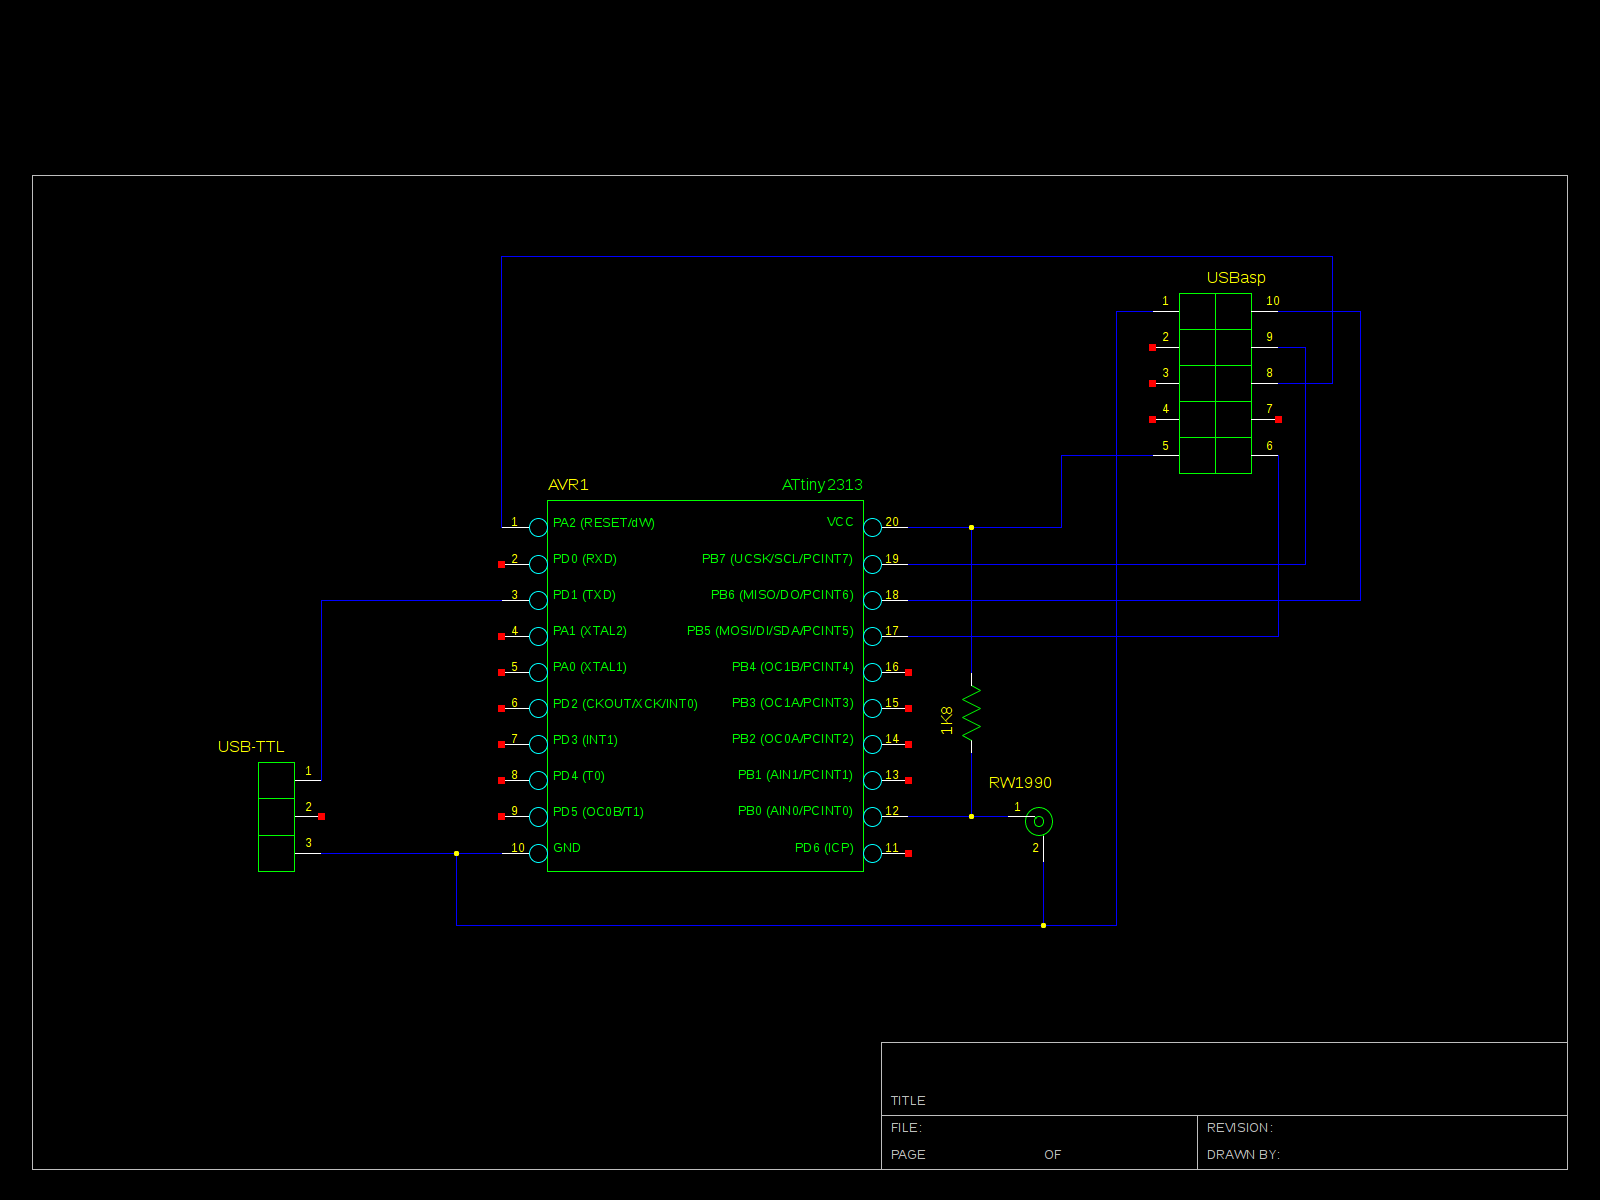 USBasp
1 10
2 9
3 8
4 7
5 6
AVR1 ATtiny2313
1 PA2 (RESET/dW) VCC 20
2 PD0 (RXD) PB7 (UCSK/SCL/PCINT7) 19
3 PD1 (TXD) PB6 (MISO/DO/PCINT6) 18
4 PA1 (XTAL2) PB5 (MOSI/DI/SDA/PCINT5) 17
5 PA0 (XTAL1) PB4 (OC1B/PCINT4) 16
6 PD2 (CKOUT/XCK/INT0) PB3 (OC1A/PCINT3) 15
7 PD3 (INT1) PB2 (OC0A/PCINT2) 14
8 PD4 (T0) PB1 (AIN1/PCINT1) 13
9 PD5 (OC0B/T1) PB0 (AIN0/PCINT0) 12
10 GND PD6 (ICP) 11
1K8
USB-TTL
1
2
3
RW1990
1
2
TITLE
FILE:
REVISION:
PAGE OF
DRAWN BY: